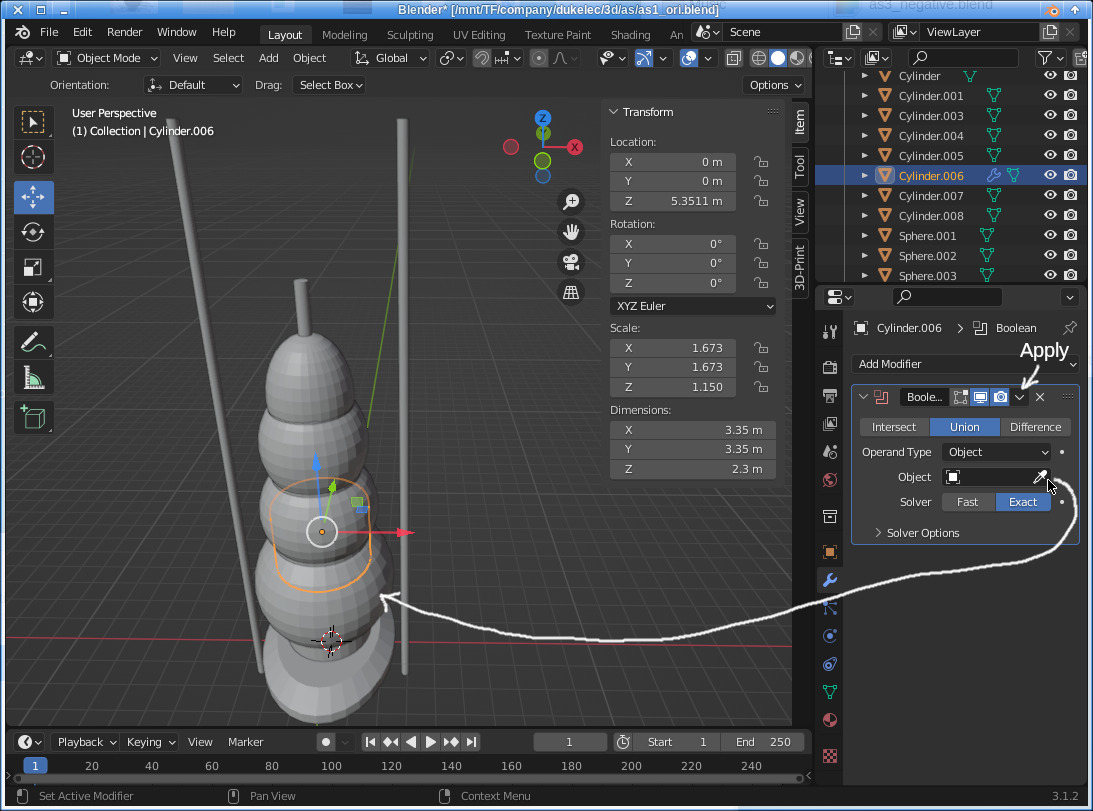 as3_negative.blend
Blender* [/mnt/TF/company/dukelec/3d/as/as1_ori.blend]
File Edit Render Window Help Layout Modeling Sculpting UV Editing Texture Paint Shading An Scene ViewLayer
Object Mode View Select Add Object Global
Orientation: Default Drag: Select Box Options
User Perspective
(1) Collection | Cylinder.006
Z
X
Transform
Location:
X 0 m
Y 0 m
Z 5.3511 m
Rotation:
X 0°
Y 0°
Z 0°
XYZ Euler
Scale:
X 1.673
Y 1.673
Z 1.150
Dimensions:
X 3.35 m
Y 3.35 m
Z 2.3 m
Item
Tool
View
3D-Print
Cylinder
Cylinder.001
Cylinder.003
Cylinder.004
Cylinder.005
Cylinder.006
Cylinder.007
Cylinder.008
Sphere.001
Sphere.002
Sphere.003
Cylinder.006 > Boolean
Apply
Add Modifier
Boole...
Intersect Union Difference
Operand Type Object
Object
Solver Fast Exact
Solver Options
Playback Keying View Marker 1 Start 1 End 250
1 20 40 60 80 100 120 140 160 180 200 220 240
Set Active Modifier Pan View Context Menu 3.1.2